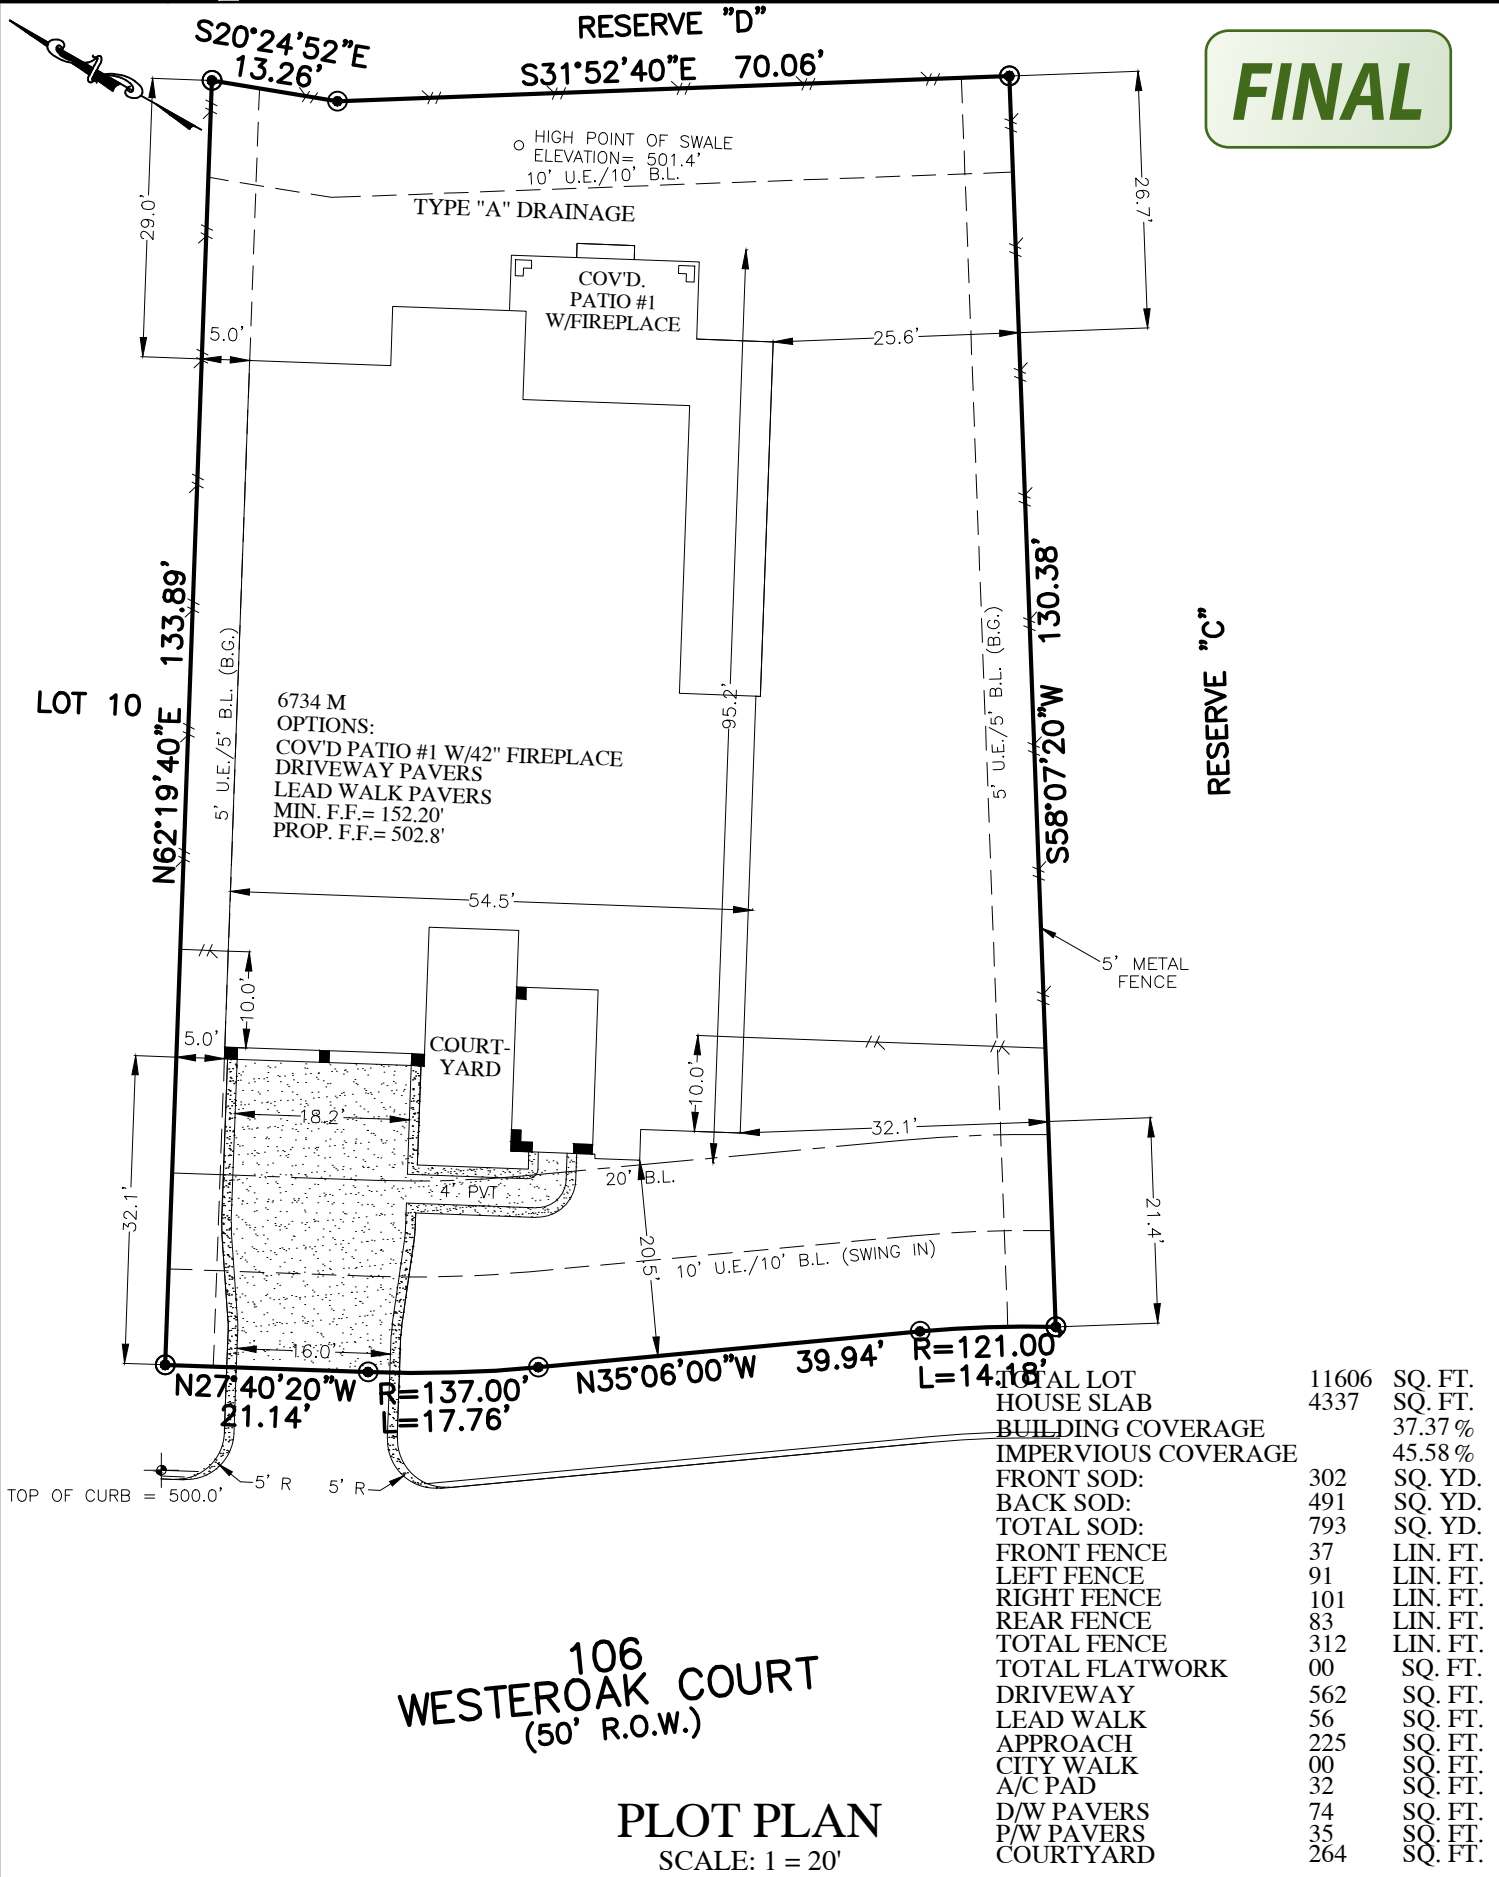 RESERVE "D"
S20°24'52"E
13.26'
S31°52'40"E 70.06'
FINAL
HIGH POINT OF SWALE
ELEVATION= 501.4'
10' U.E./10' B.L.
TYPE "A" DRAINAGE
29.0'
26.7'
COV'D.
PATIO #1
W/FIREPLACE
5.0'
25.6'
N62°19'40"E 133.89'
5' U.E./5' B.L. (B.G.)
LOT 10
6734 M
OPTIONS:
COV'D PATIO #1 W/42" FIREPLACE
DRIVEWAY PAVERS
LEAD WALK PAVERS
MIN. F.F.= 152.20'
PROP. F.F.= 502.8'
95.2'
5' U.E./5' B.L. (B.G.)
S58°07'20"W 130.38'
RESERVE "C"
54.5'
5' METAL
FENCE
10.0'
5.0'
COURT-
YARD
10.0'
18.2'
32.1'
32.1'
20' B.L.
4' PVT
21.4'
20.5'
10' U.E./10' B.L. (SWING IN)
16.0'
N27°40'20"W
21.14'
R=137.00'
L=17.76'
N35°06'00"W 39.94'
R=121.00'
L=14.18'
5' R
5' R
TOP OF CURB = 500.0'
TOTAL LOT 11606 SQ. FT.
HOUSE SLAB 4337 SQ. FT.
BUILDING COVERAGE 37.37 %
IMPERVIOUS COVERAGE 45.58 %
FRONT SOD: 302 SQ. YD.
BACK SOD: 491 SQ. YD.
TOTAL SOD: 793 SQ. YD.
FRONT FENCE 37 LIN. FT.
LEFT FENCE 91 LIN. FT.
RIGHT FENCE 101 LIN. FT.
REAR FENCE 83 LIN. FT.
TOTAL FENCE 312 LIN. FT.
TOTAL FLATWORK 00 SQ. FT.
DRIVEWAY 562 SQ. FT.
LEAD WALK 56 SQ. FT.
APPROACH 225 SQ. FT.
CITY WALK 00 SQ. FT.
A/C PAD 32 SQ. FT.
D/W PAVERS 74 SQ. FT.
P/W PAVERS 35 SQ. FT.
COURTYARD 264 SQ. FT.
106
WESTEROAK COURT
(50' R.O.W.)
PLOT PLAN
SCALE: 1 = 20'